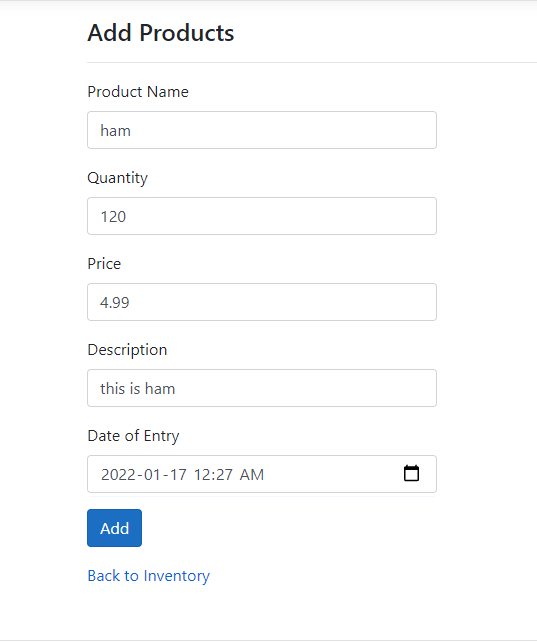 Add Products
Product Name
ham
Quantity
120
Price
4.99
Description
this is ham
Date of Entry
2022-01-17 12:27 AM
Add
Back to Inventory